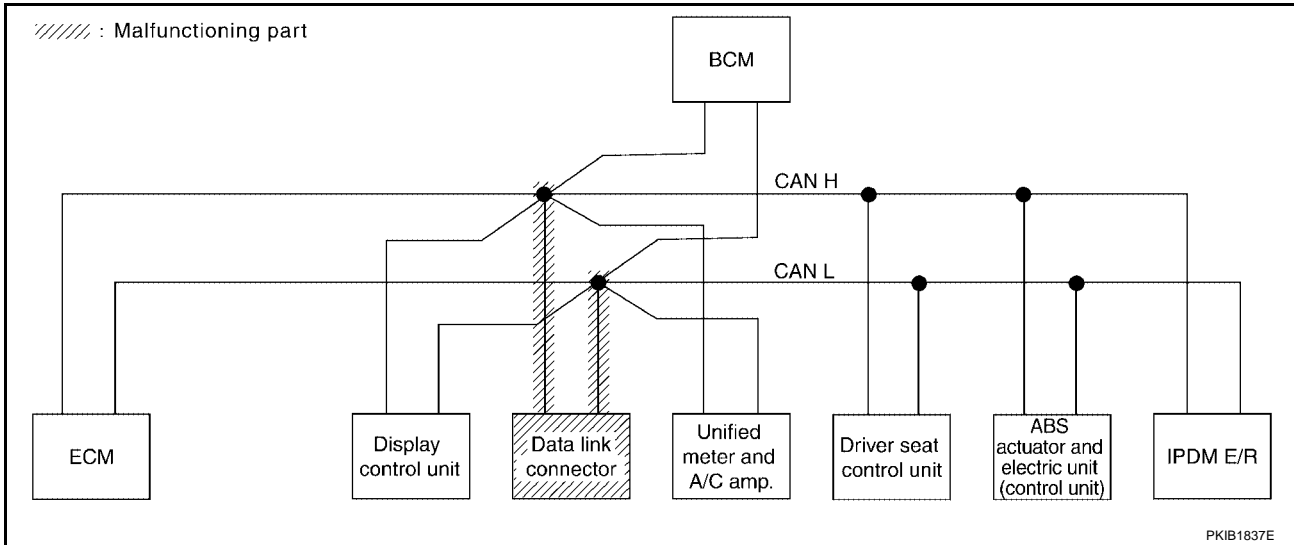 : Malfunctioning part
BCM
CAN H
CAN L
ECM
Display
control unit
Data link
connector
Unified
meter and
A/C amp.
Driver seat
control unit
ABS
actuator and
electric unit
(control unit)
IPDM E/R
PKIB1837E